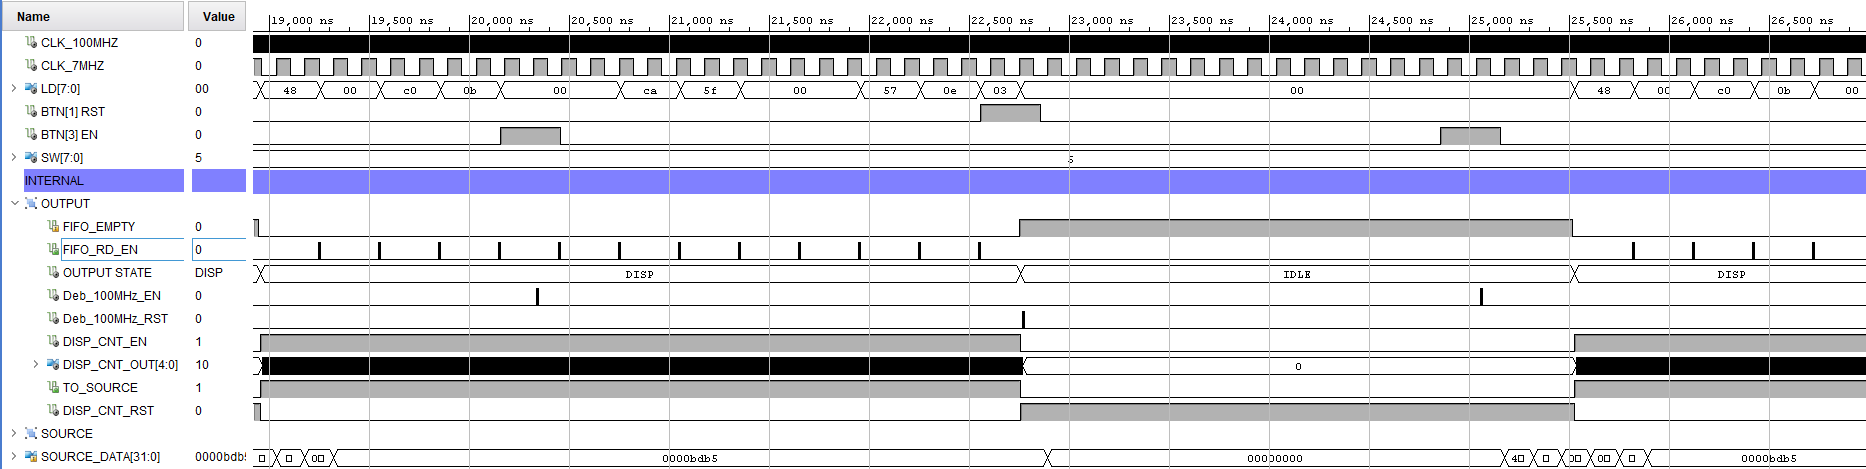 Name Value 19,000 ns 19,500 ns 20,000 ns 20,500 ns 21,000 ns 21,500 ns 22,000 ns 22,500 ns 23,000 ns 23,500 ns 24,000 ns 24,500 ns 25,000 ns 25,500 ns 26,000 ns 26,500 ns
CLK_100MHZ 0
CLK_7MHZ 0
LD[7:0] 00 48 00 c0 0b 00 ca 5f 00 57 0e 03 00 48 00 c0 0b 00
BTN[1] RST 0
BTN[3] EN 0
SW[7:0] 5 5
INTERNAL
OUTPUT
FIFO_EMPTY 0
FIFO_RD_EN 0
OUTPUT STATE DISP DISP IDLE DISP
Deb_100MHz_EN 0
Deb_100MHz_RST 0
DISP_CNT_EN 1
DISP_CNT_OUT[4:0] 10 0
TO_SOURCE 1
DISP_CNT_RST 0
SOURCE
SOURCE_DATA[31:0] 0000bdb5 0000bdb5 00000000 0000bdb5